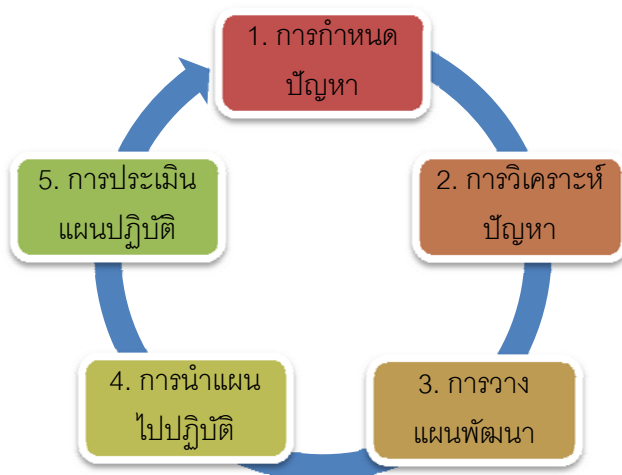 1. การกำหนด
ปัญหา
2. การวิเคราะห์
ปัญหา
3. การวาง
แผนพัฒนา
4. การนำแผน
ไปปฏิบัติ
5. การประเมิน
แผนปฏิบัติ